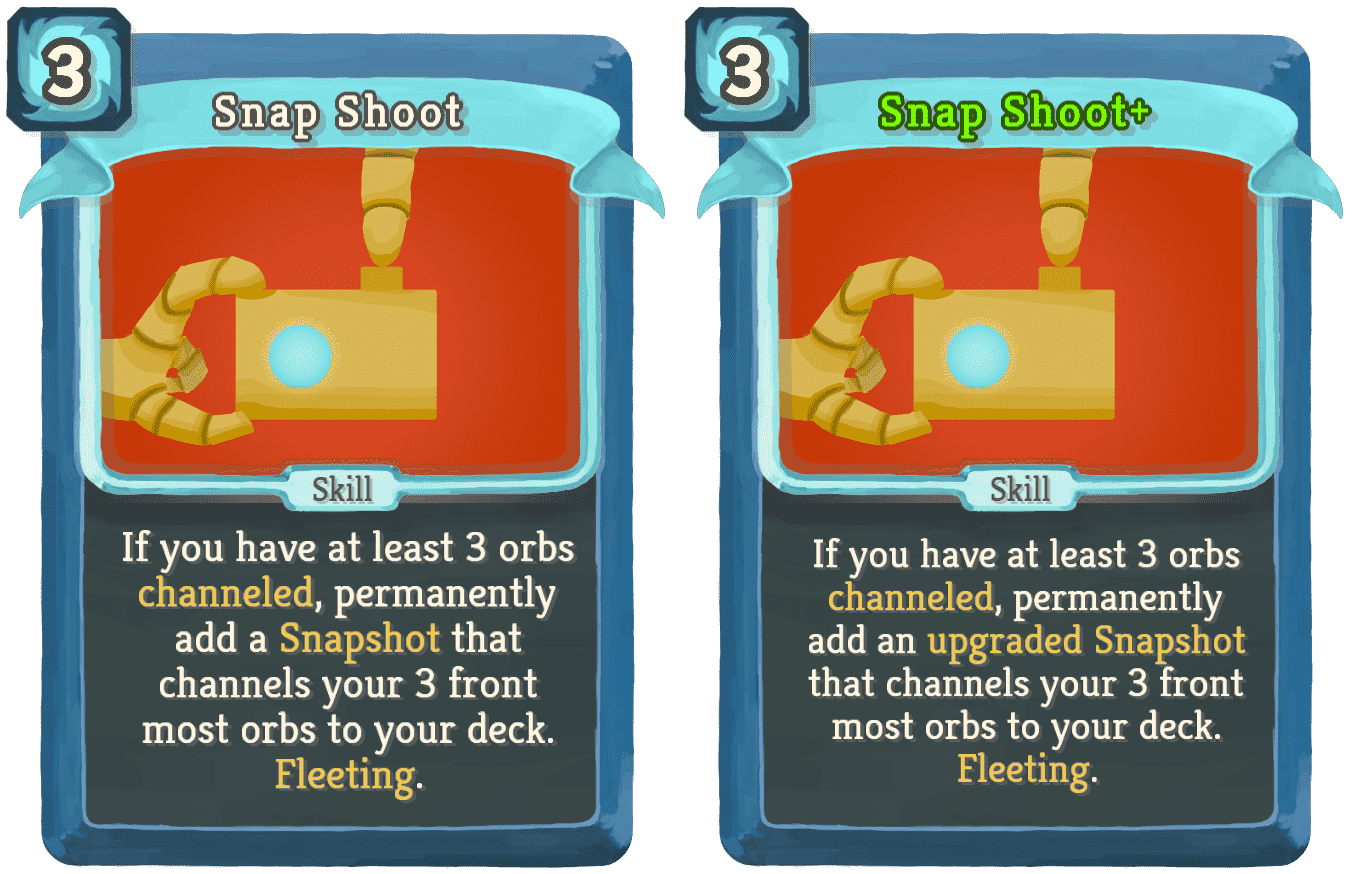 3
Snap Shoot
Skill
If you have at least 3 orbs
channeled, permanently
add a Snapshot that
channels your 3 front
most orbs to your deck.
Fleeting.
3
Snap Shoot+
Skill
If you have at least 3 orbs
channeled, permanently
add an upgraded Snapshot
that channels your 3 front
most orbs to your deck.
Fleeting.